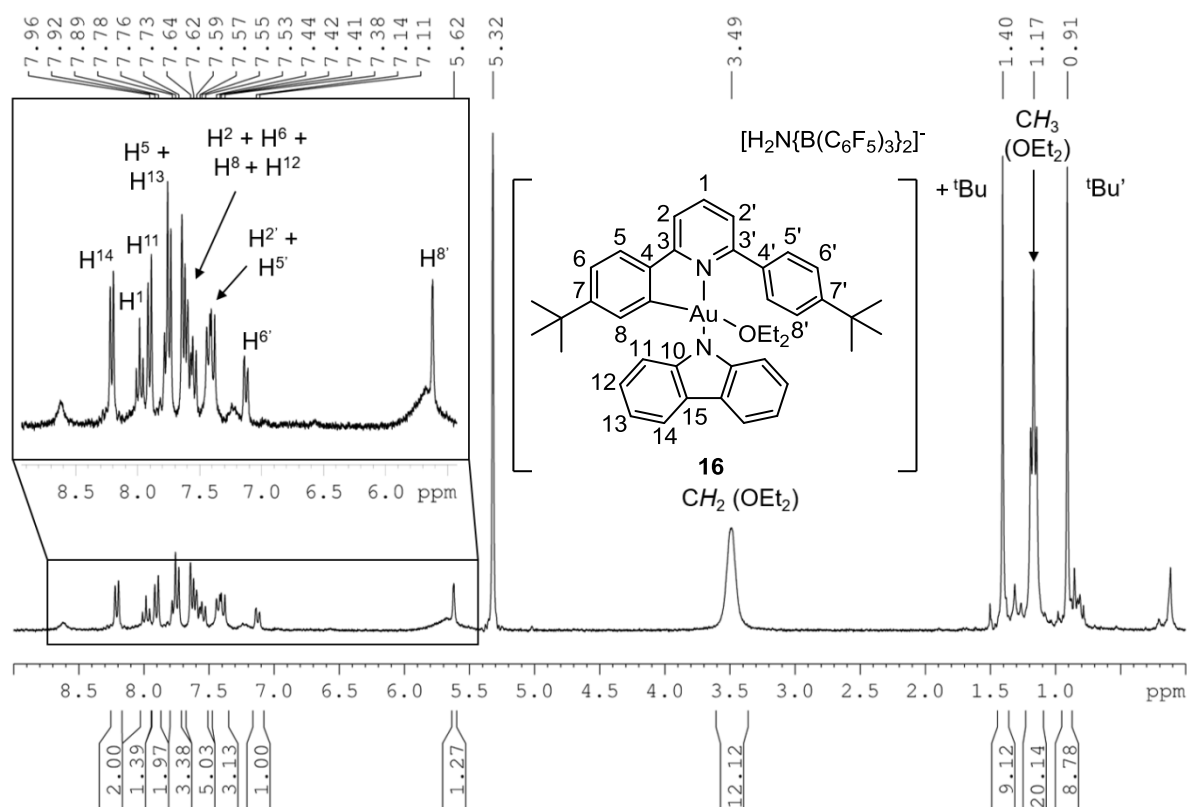 7.96 7.92 7.89 7.78 7.76 7.73 7.64 7.62 7.59 7.57 7.55 7.53 7.44 7.42 7.41 7.38 7.14 7.11 5.62 5.32 3.49 1.40 1.17 0.91
CH3
(OEt2)
[H2N{B(C6F5)3}2]-
H5 +
H13
H2 + H6 +
H8 + H12
+
tBu
tBu'
H14
H1
H11
H2' +
H5'
H6'
H8'
1
2
2'
3
3'
4
4'
5
5'
6
6'
7
7'
8
8'
N
Au
OEt2
N
10
11
12
13
14
15
16
CH2 (OEt2)
8.5 8.0 7.5 7.0 6.5 6.0 ppm
8.5 8.0 7.5 7.0 6.5 6.0 5.5 5.0 4.5 4.0 3.5 3.0 2.5 2.0 1.5 1.0 ppm
2.00 1.39 1.97 3.38 5.03 3.13 1.00 1.27 12.12 9.12 20.14 8.78